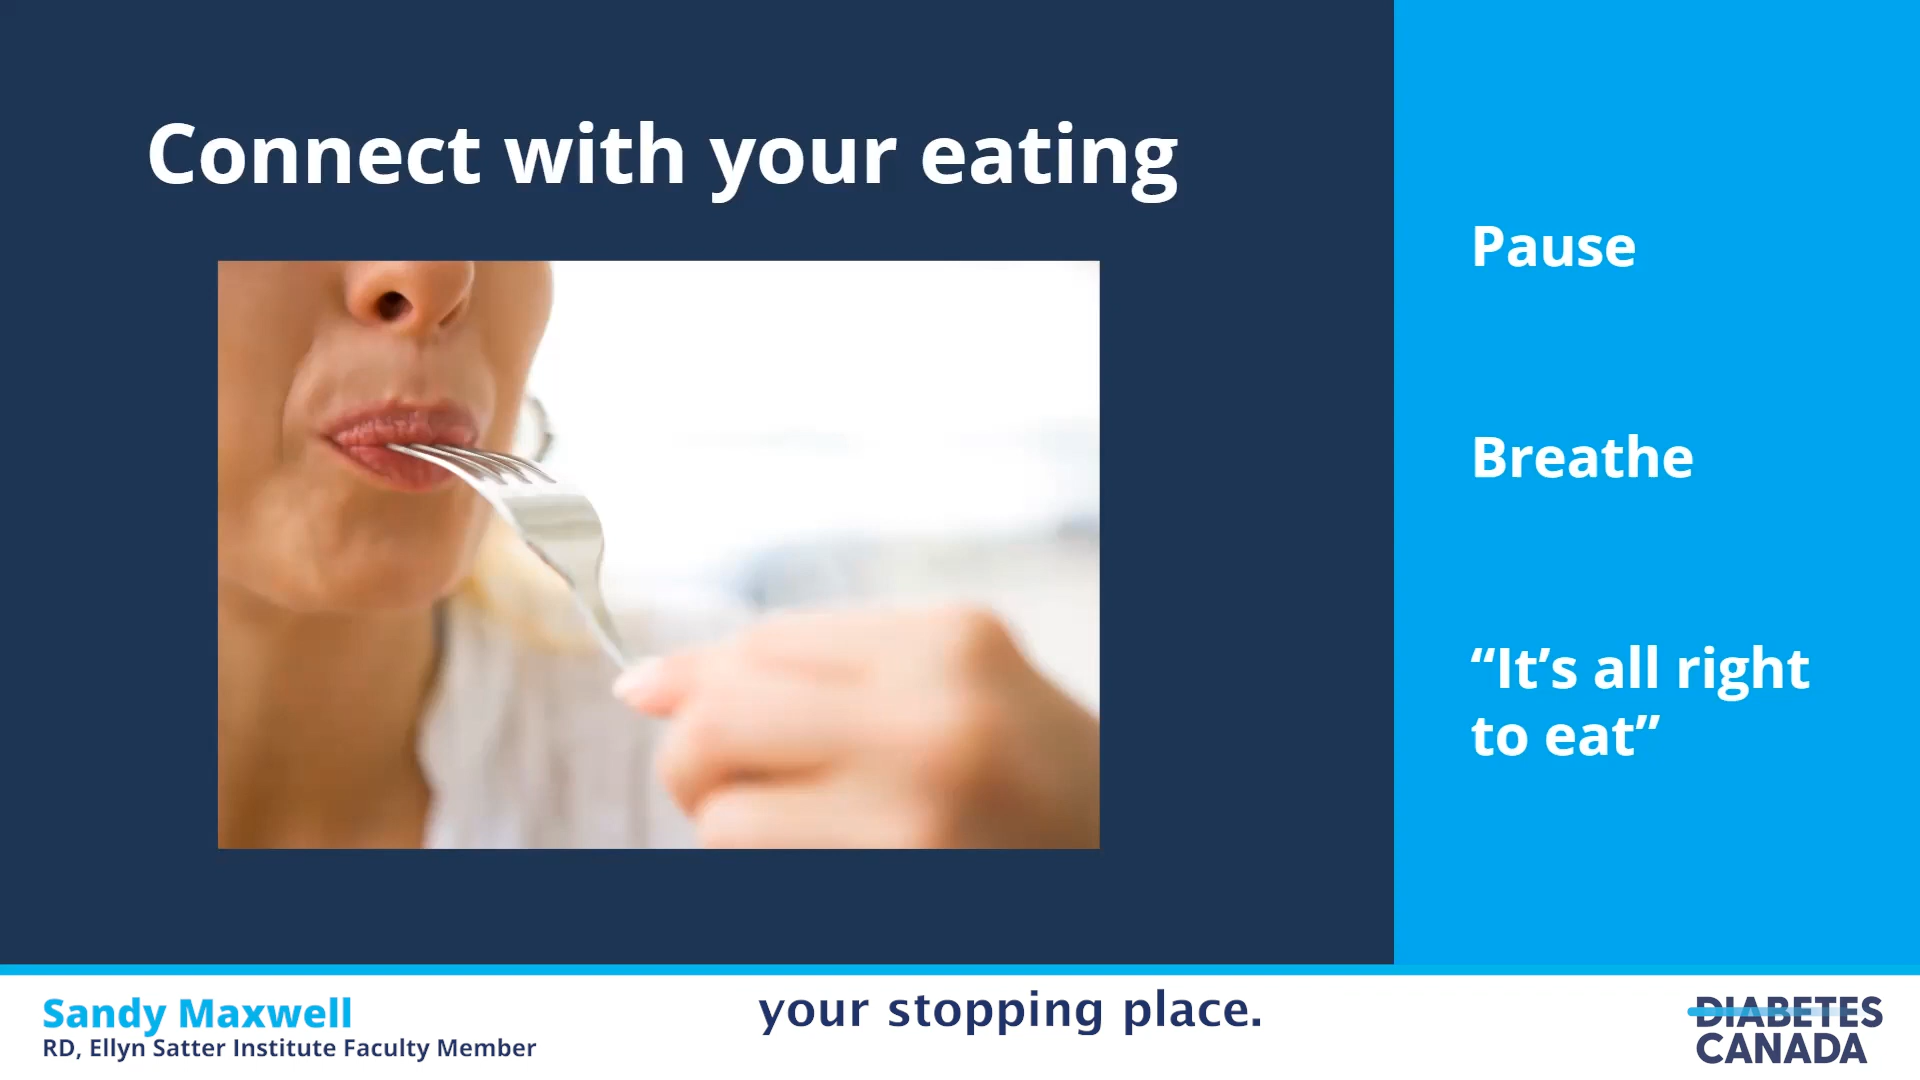 Connect with your eating
Pause
Breathe
“It’s all right
to eat”
Sandy Maxwell
RD, Ellyn Satter Institute Faculty Member
your stopping place.
DIABETES
CANADA